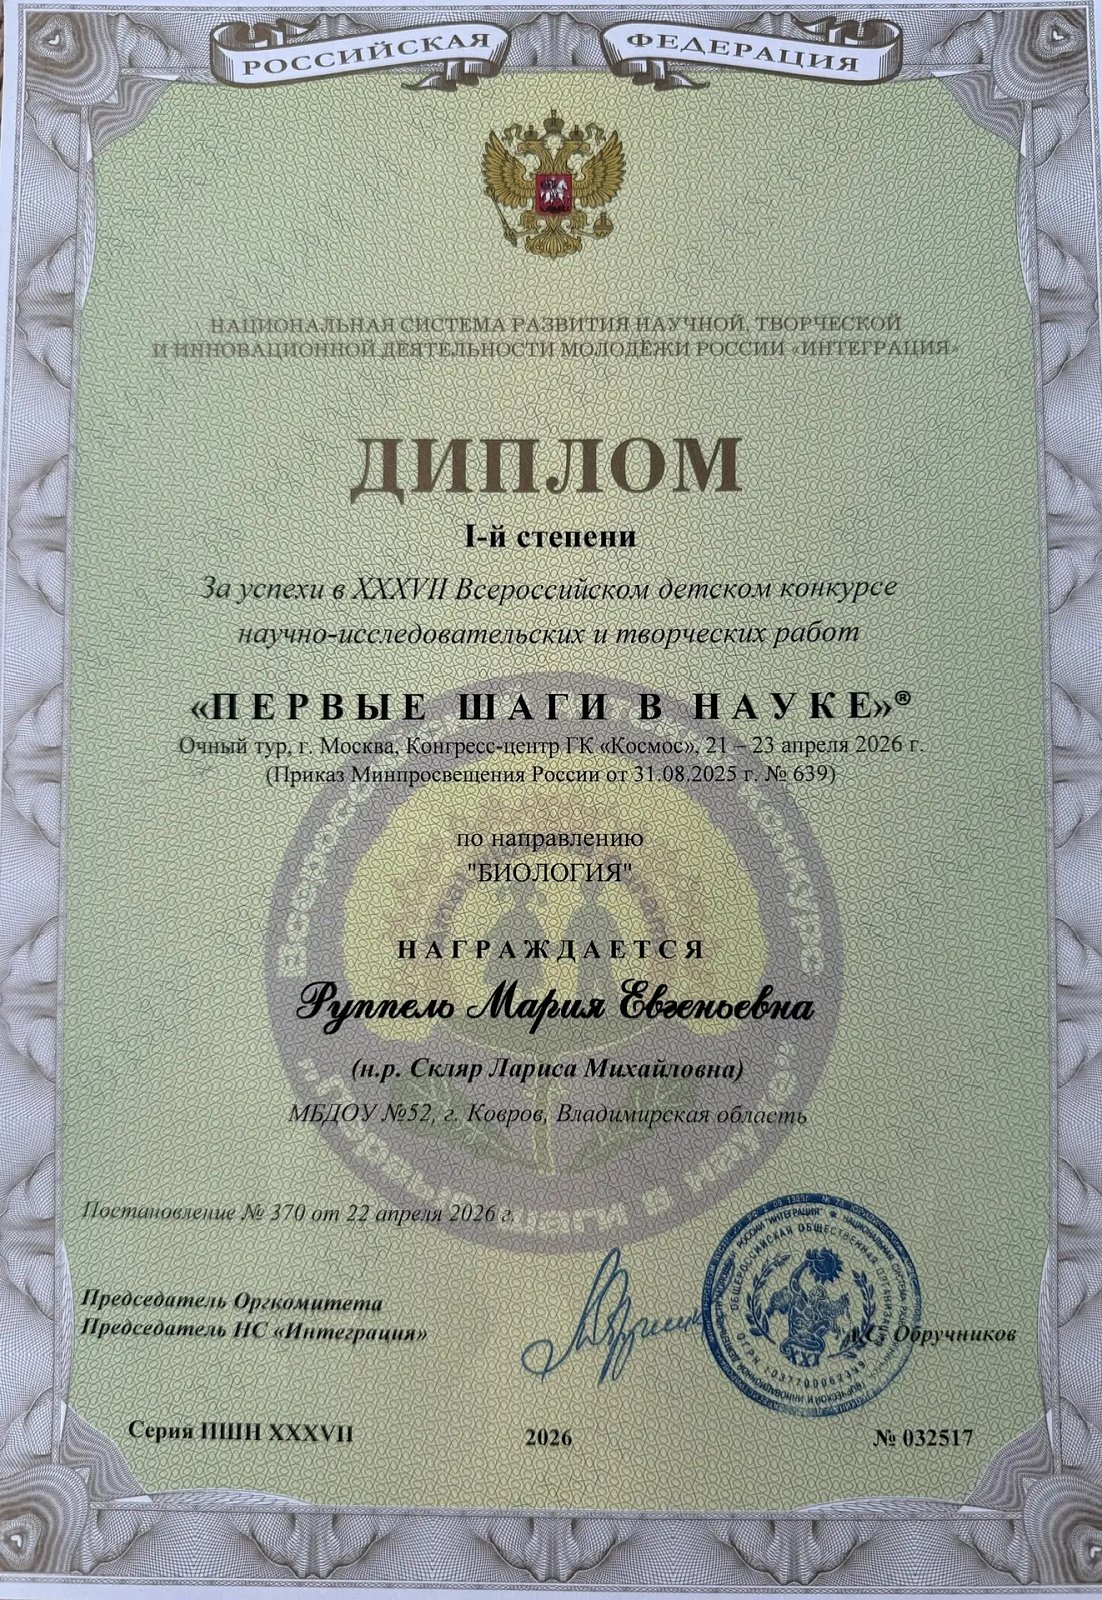 РОССИЙСКАЯ ФЕДЕРАЦИЯ
НАЦИОНАЛЬНАЯ СИСТЕМА РАЗВИТИЯ НАУЧНОЙ, ТВОРЧЕСКОЙ
И ИННОВАЦИОННОЙ ДЕЯТЕЛЬНОСТИ МОЛОДЁЖИ РОССИИ «ИНТЕГРАЦИЯ»
ДИПЛОМ
I-й степени
За успехи в XXXVII Всероссийском детском конкурсе
научно-исследовательских и творческих работ
«ПЕРВЫЕ ШАГИ В НАУКЕ»®
Очный тур, г. Москва, Конгресс-центр ГК «Космос», 21 – 23 апреля 2026 г.
(Приказ Минпросвещения России от 31.08.2025 г. № 639)
по направлению
"БИОЛОГИЯ"
НАГРАЖДАЕТСЯ
Руппель Мария Евгеньевна
(н.р. Скляр Лариса Михайловна)
МБДОУ №52, г. Ковров, Владимирская область
Постановление № 370 от 22 апреля 2026 г.
Председатель Оргкомитета
Председатель НС «Интеграция»
Обручников
ОБЩЕРОССИЙСКАЯ ОБЩЕСТВЕННАЯ ОРГАНИЗАЦИЯ
XXI
Серия ПШН XXXVII
2026
№ 032517